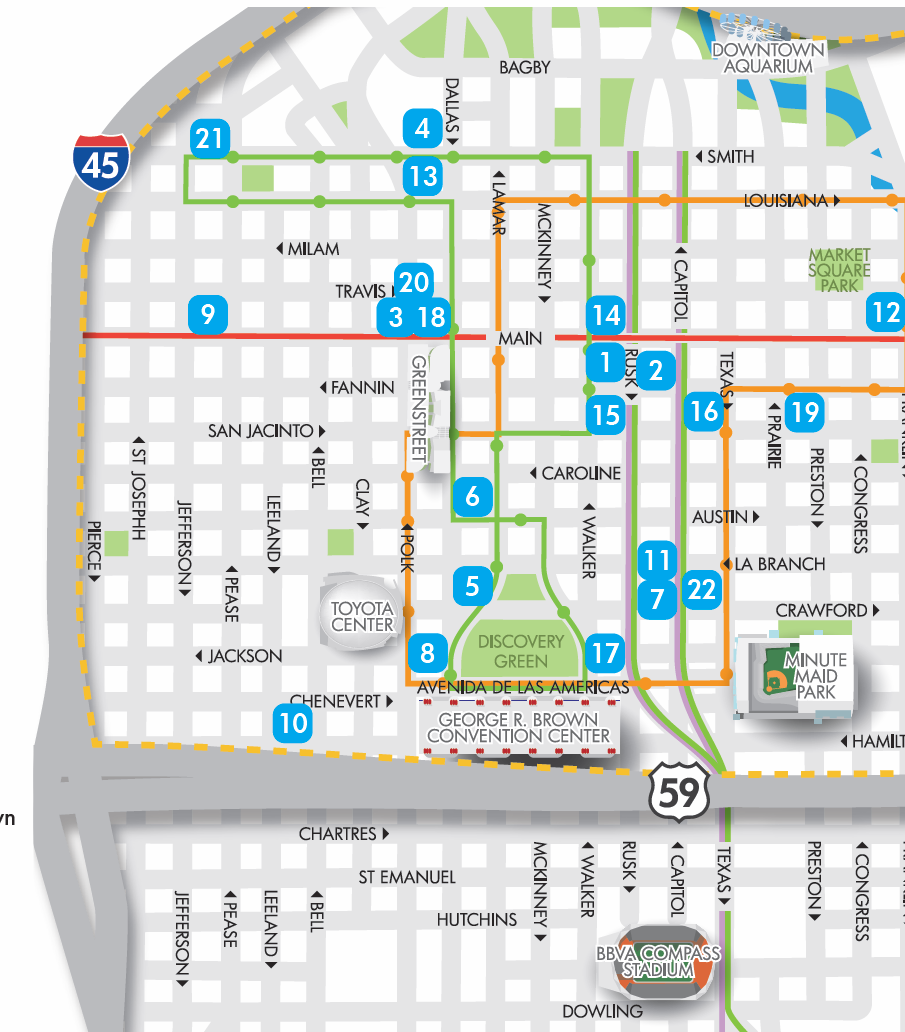 DOWNTOWN
AQUARIUM
BAGBY
DALLAS
4
21
45
SMITH
13
LAMAR
LOUISIANA
MCKINNEY
MILAM
CAPITOL
MARKET
SQUARE
PARK
20
TRAVIS
9
3
18
14
12
MAIN
GREENSTREET
1
RUSK
2
TEXAS
FANNIN
15
16
19
PRAIRIE
SAN JACINTO
ST JOSEPHH
BELL
CAROLINE
PRESTON
CONGRESS
CLAY
6
JEFFERSON
LEELAND
WALKER
AUSTIN
PIERCE
POLK
11
LA BRANCH
PEASE
5
7
22
TOYOTA
CENTER
CRAWFORD
DISCOVERY
GREEN
8
17
JACKSON
MINUTE
MAID
PARK
AVENIDA DE LAS AMERICAS
CHENEVERT
10
GEORGE R. BROWN
CONVENTION CENTER
HAMILT
59
vn
CHARTRES
MCKINNEY
WALKER
RUSK
CAPITOL
TEXAS
PRESTON
CONGRESS
ST EMANUEL
JEFFERSON
PEASE
LEELAND
BELL
HUTCHINS
BBVA COMPASS
STADIUM
DOWLING